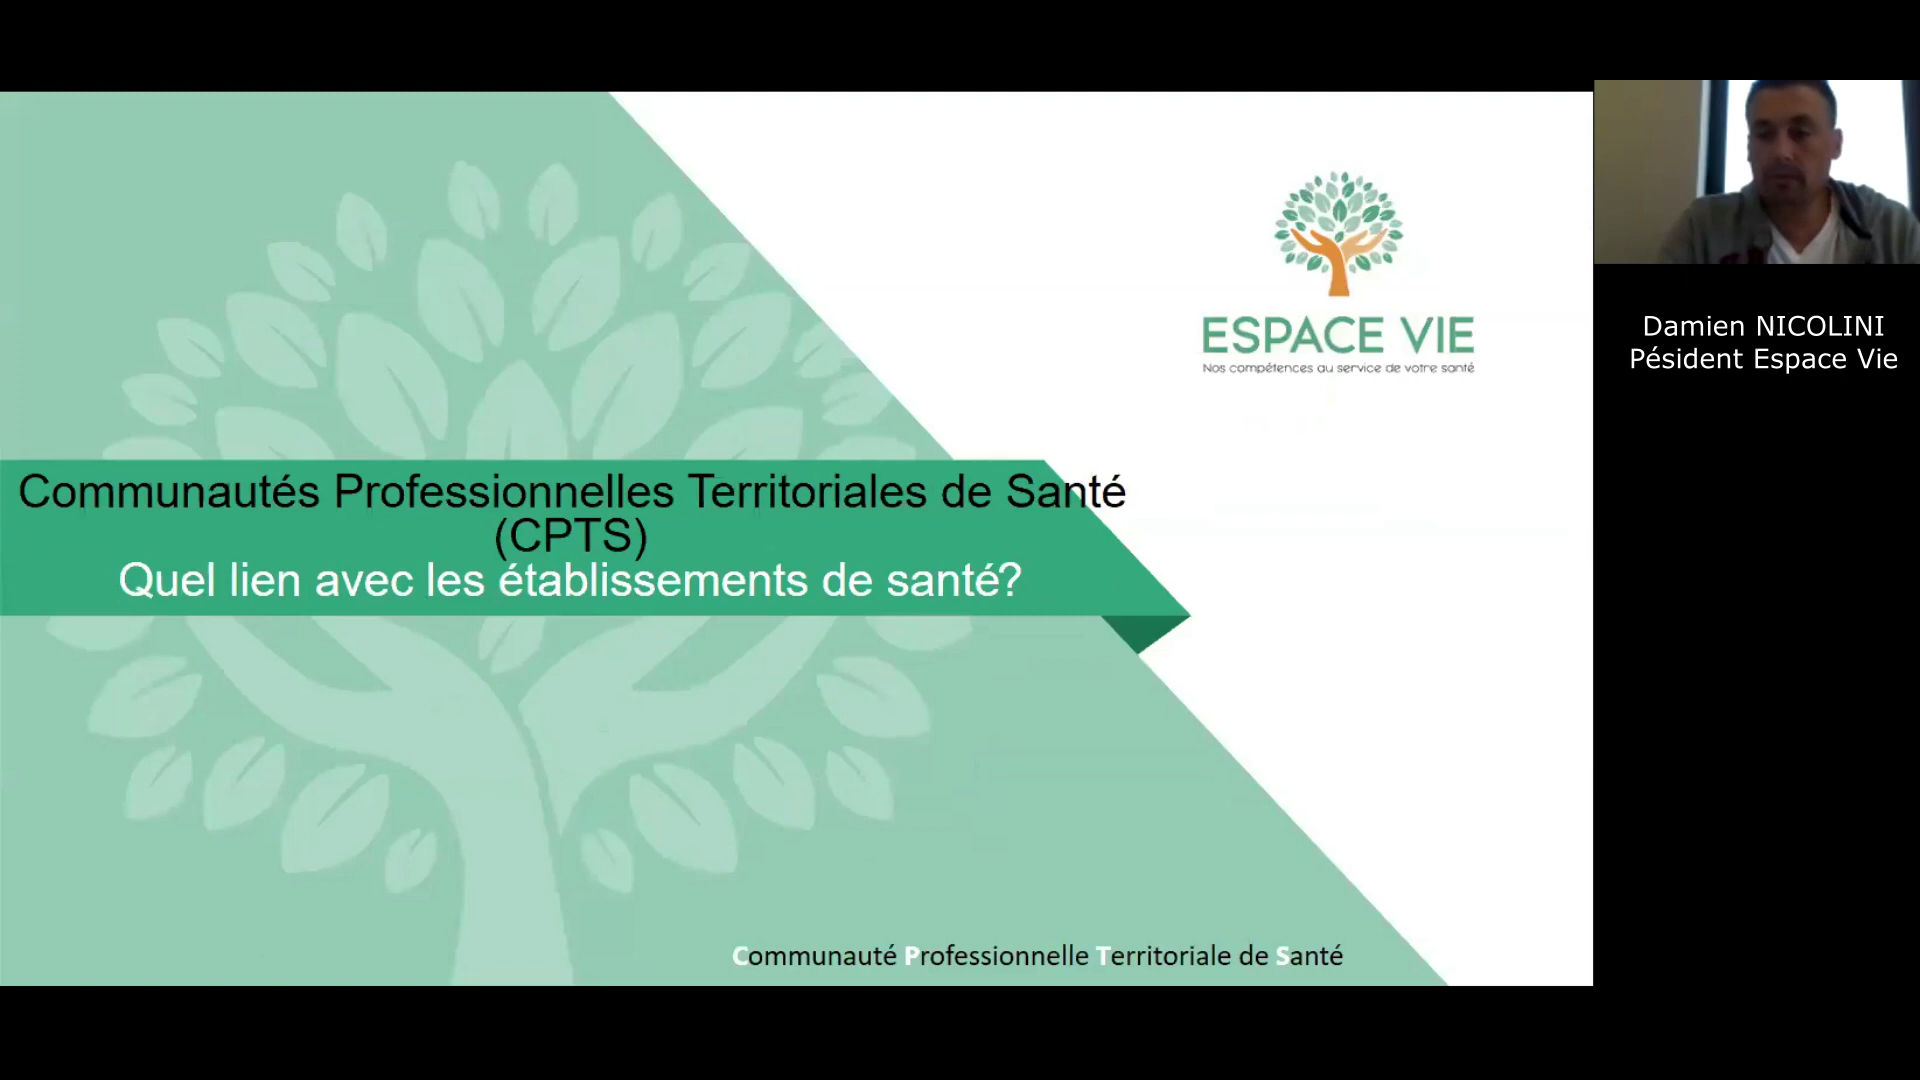 ESPACE VIE
Nos compétences au service de votre santé
Damien NICOLINI
Pésident Espace Vie
Communautés Professionnelles Territoriales de Santé
(CPTS)
Quel lien avec les établissements de santé?
Communauté Professionnelle Territoriale de Santé